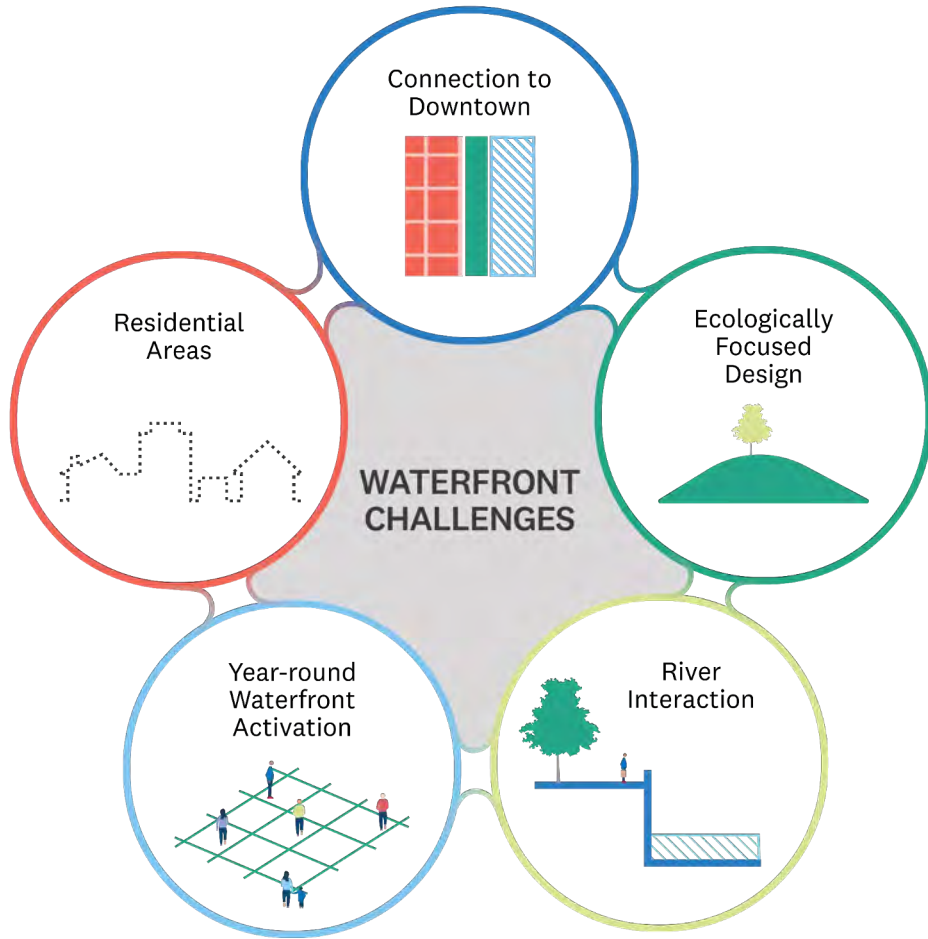 Connection to
Downtown
Residential
Areas
Ecologically
Focused
Design
WATERFRONT
CHALLENGES
Year-round
Waterfront
Activation
River
Interaction